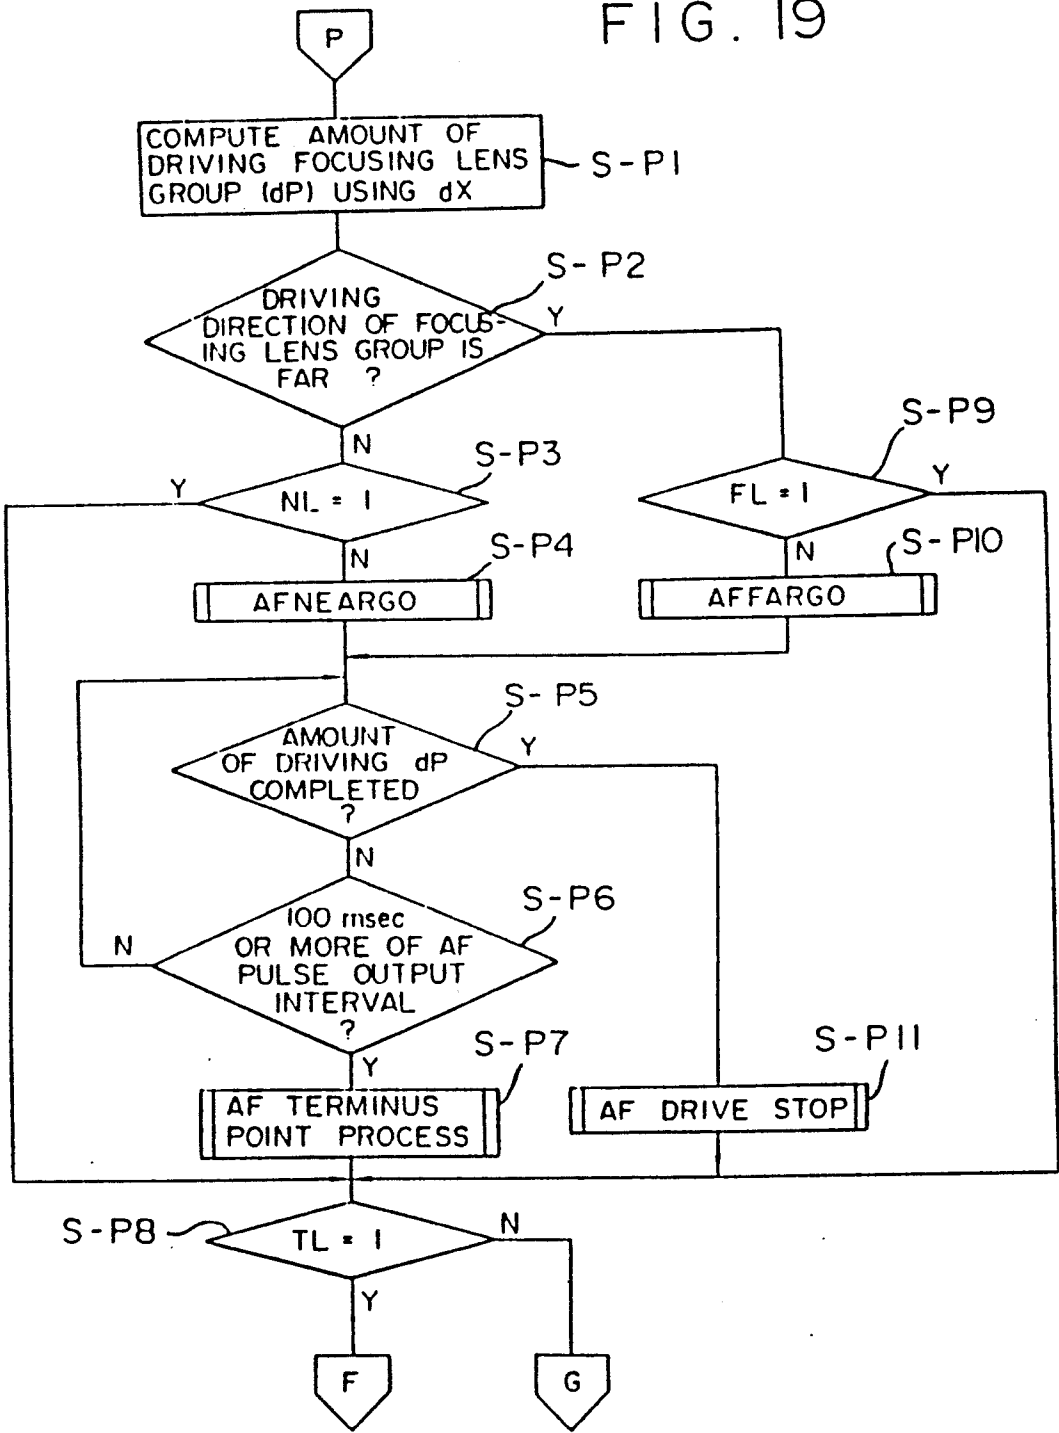 FIG. 19
P
COMPUTE AMOUNT OF
DRIVING FOCUSING LENS
GROUP (dP) USING dX
S-P1
S-P2
DRIVING
DIRECTION OF FOCUS-
ING LENS GROUP IS
FAR ?
Y
N
S-P3
Y
NL = 1
N
S-P9
FL = 1
Y
N
S-P4
AFNEARGO
S-P10
AFFARGO
S-P5
AMOUNT
OF DRIVING dP
COMPLETED
?
Y
N
S-P6
100 msec
OR MORE OF AF
PULSE OUTPUT
INTERVAL
?
N
Y
S-P7
AF TERMINUS
POINT PROCESS
S-P11
AF DRIVE STOP
S-P8
TL = 1
N
Y
F
G